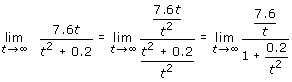 lim t→∞ 7.6t / (t² + 0.2) = lim t→∞ (7.6t / t²) / ((t² + 0.2) / t²) = lim t→∞ (7.6 / t) / (1 + 0.2 / t²)